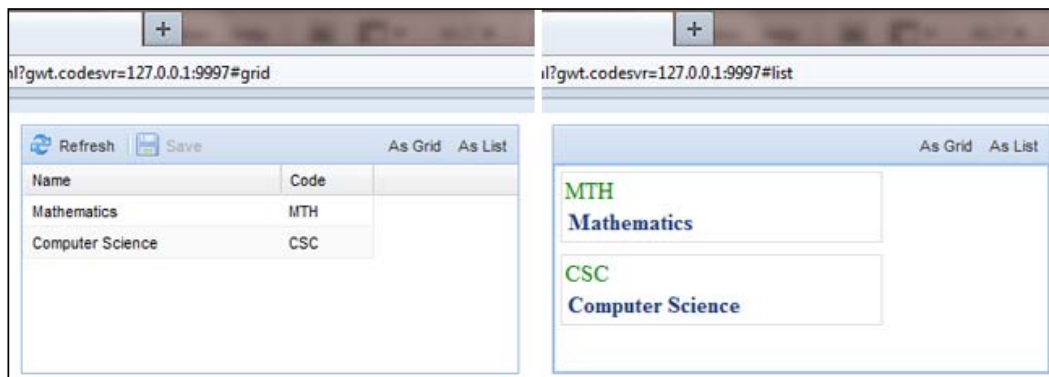 +
nl?gwt.codesvr=127.0.0.1:9997#grid
Refresh Save As Grid As List
Name Code
Mathematics MTH
Computer Science CSC
+
l?gwt.codesvr=127.0.0.1:9997#list
As Grid As List
MTH
Mathematics
CSC
Computer Science